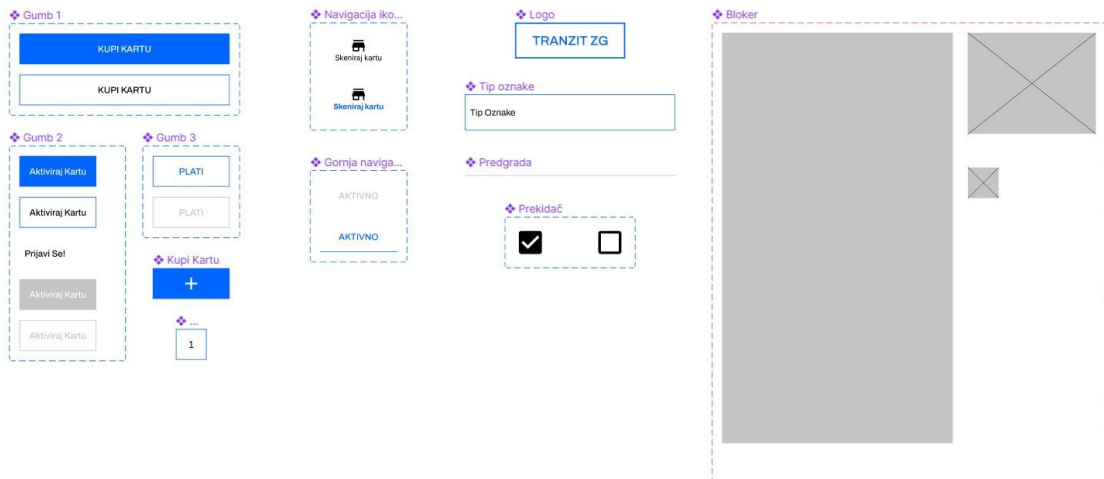 Gumb 1
KUPI KARTU
KUPI KARTU
Gumb 2
Aktiviraj Kartu
Aktiviraj Kartu
Prijavi Se!
Aktiviraj Kartu
Aktiviraj Kartu
Gumb 3
PLATI
PLATI
Kupi Kartu
+
...
1
Navigacija iko...
Skeniraj kartu
Skeniraj kartu
Gornja naviga...
AKTIVNO
AKTIVNO
Logo
TRANZIT ZG
Tip oznake
Tip Oznake
Predgrada
Prekidač
Bloker